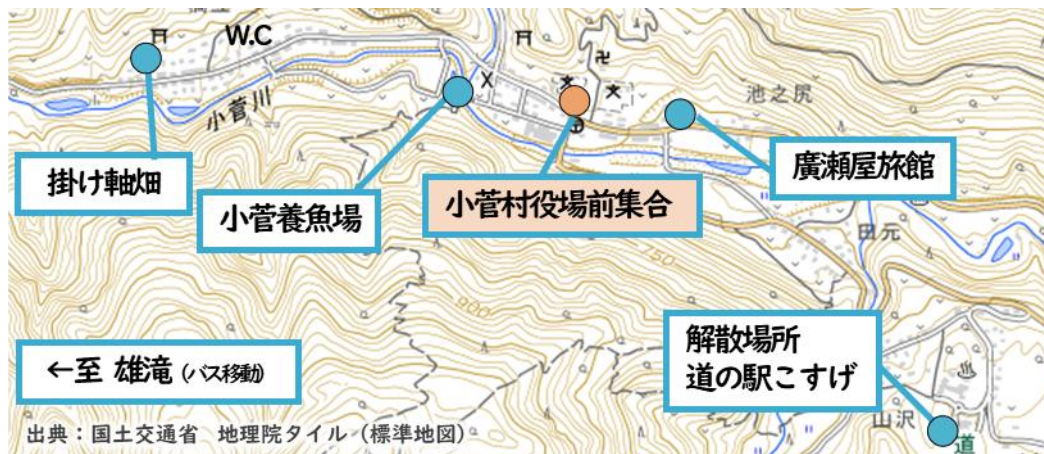 W.C
小菅川
池之尻
掛け軸畑
小菅養魚場
小菅村役場前集合
廣瀬屋旅館
田元
750
900
解散場所
道の駅こすげ
←至 雄滝 (バス移動)
山沢
道
出典：国土交通省 地理院タイル (標準地図)